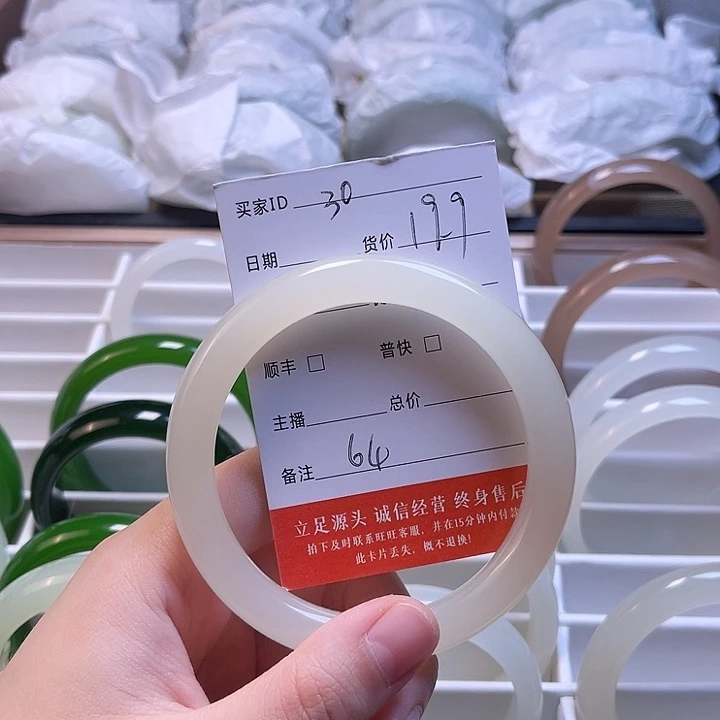 买家ID 30
日期 货价 199
顺丰 □ 普快 □
主播 总价
备注 64
立足源头 诚信经营 终身售后
拍下及时联系旺旺客服，并在15分钟内付款
此卡片丢失，概不退换！